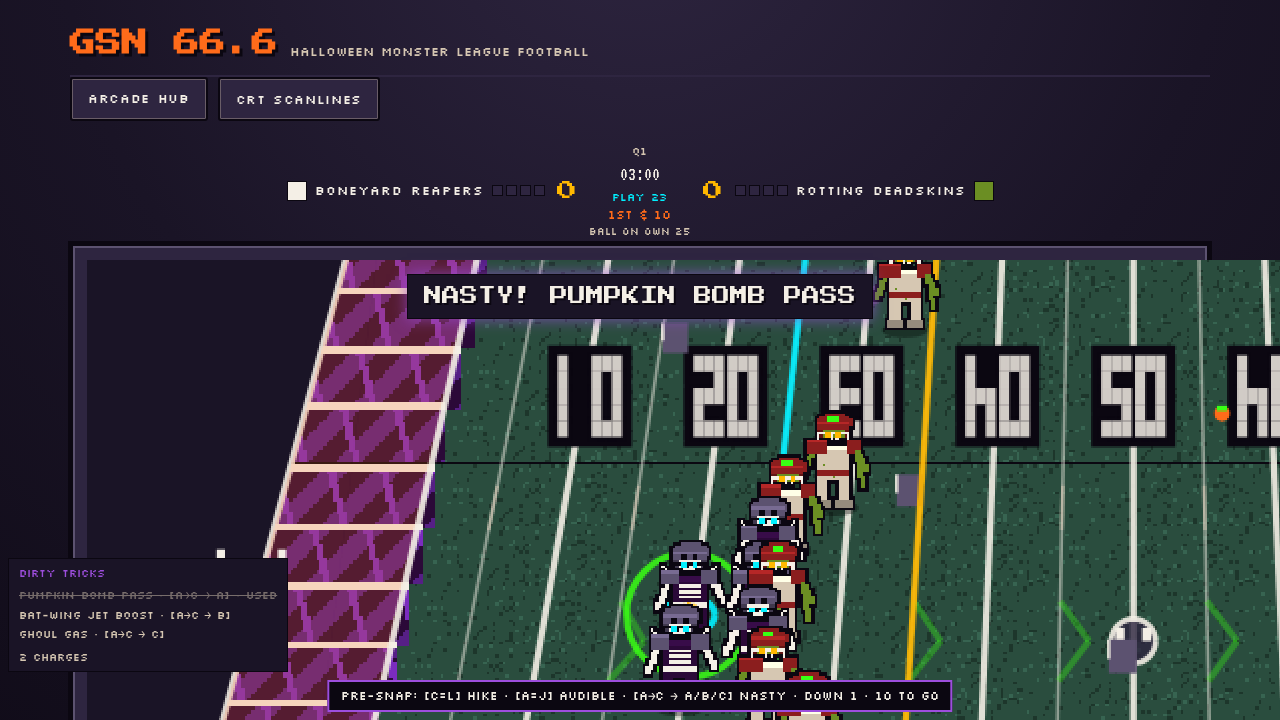 GSN 66.6 HALLOWEEN MONSTER LEAGUE FOOTBALL
ARCADE HUB CRT SCANLINES
Q1
03:00
BONEYARD REAPERS 0 0 ROTTING DEADSKINS
PLAY 23
1ST & 10
BALL ON OWN 25
NASTY! PUMPKIN BOMB PASS
10 20 40 50
DIRTY TRICKS
PUMPKIN BOMB PASS · [A→C → A] · USED
BAT-WING JET BOOST · [A→C → B]
GHOUL GAS · [A→C → C]
2 CHARGES
PRE-SNAP: [C=L] HIKE · [A=J] AUDIBLE · [A→C → A/B/C] NASTY · DOWN 1 · 10 TO GO